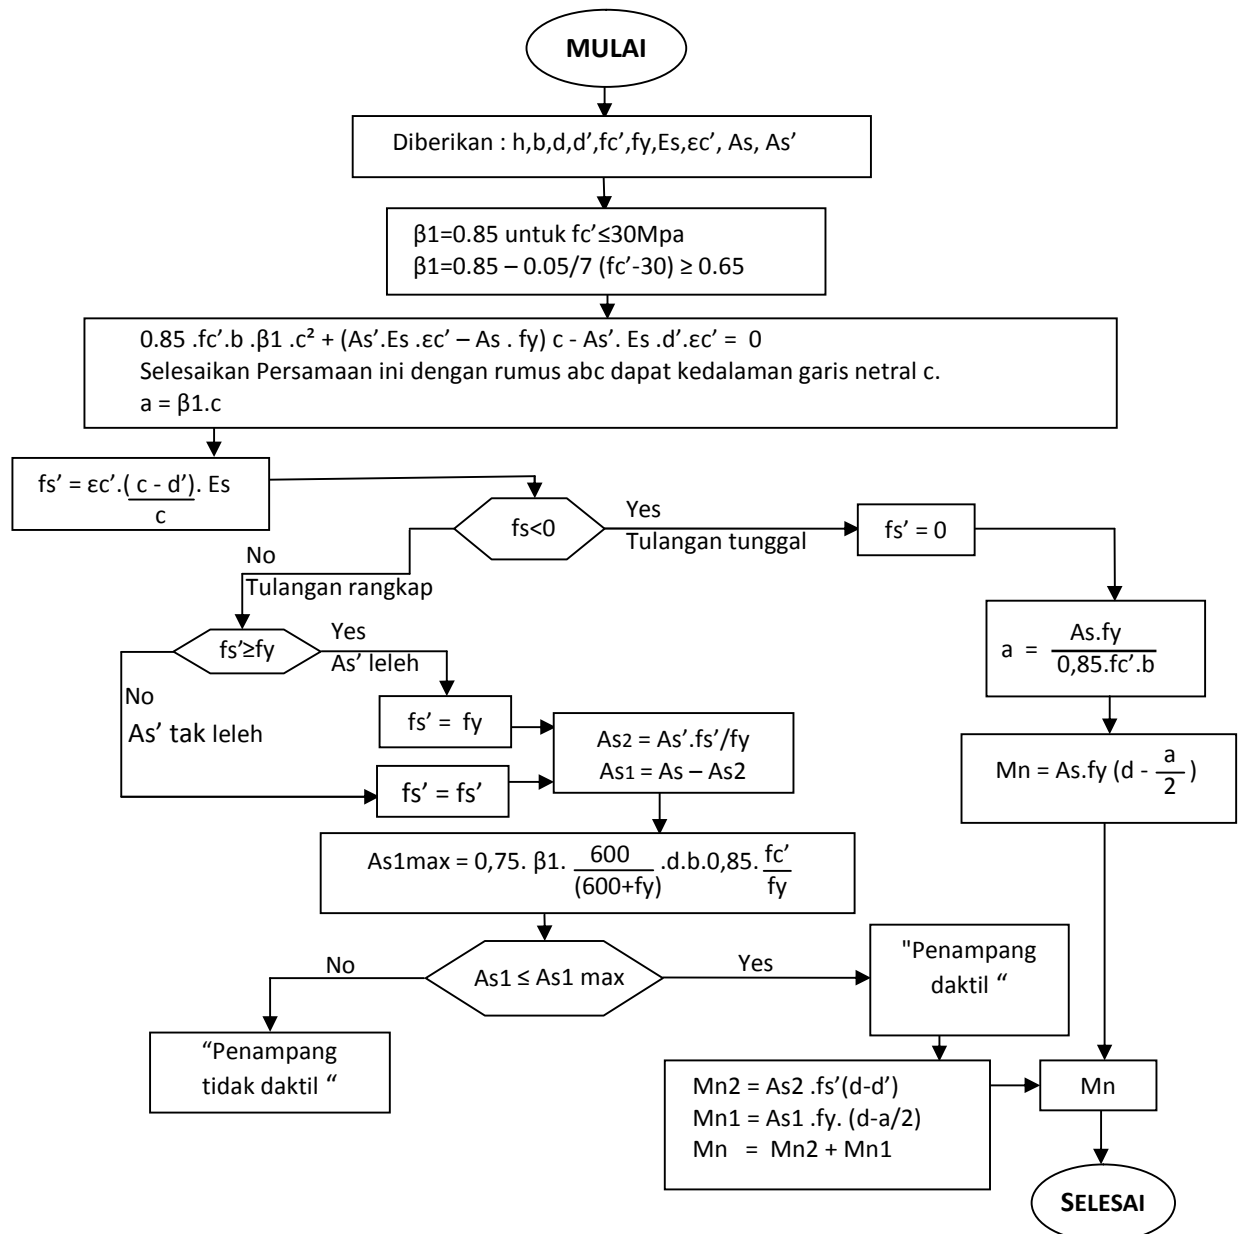 MULAI
Diberikan : h,b,d,d’,fc’,fy,Es,εc’, As, As’
β1=0.85 untuk fc’≤30Mpa
β1=0.85 – 0.05/7 (fc’-30) ≥ 0.65
0.85 .fc’.b .β1 .c² + (As’.Es .εc’ – As . fy) c - As’. Es .d’.εc’ = 0
Selesaikan Persamaan ini dengan rumus abc dapat kedalaman garis netral c.
a = β1.c
fs’ = εc’.( c - d’). Es
c
fs<0
Yes
Tulangan tunggal
fs’ = 0
No
Tulangan rangkap
fs’≥fy
Yes
As’ leleh
No
As’ tak leleh
fs’ = fy
fs’ = fs’
As2 = As’.fs’/fy
As1 = As – As2
a = As.fy
0,85.fc’.b
Mn = As.fy (d - a )
2
As1max = 0,75. β1. 600 .d.b.0,85. fc’
(600+fy) fy
As1 ≤ As1 max
No
Yes
"Penampang
daktil “
“Penampang
tidak daktil “
Mn2 = As2 .fs’(d-d’)
Mn1 = As1 .fy. (d-a/2)
Mn = Mn2 + Mn1
Mn
SELESAI